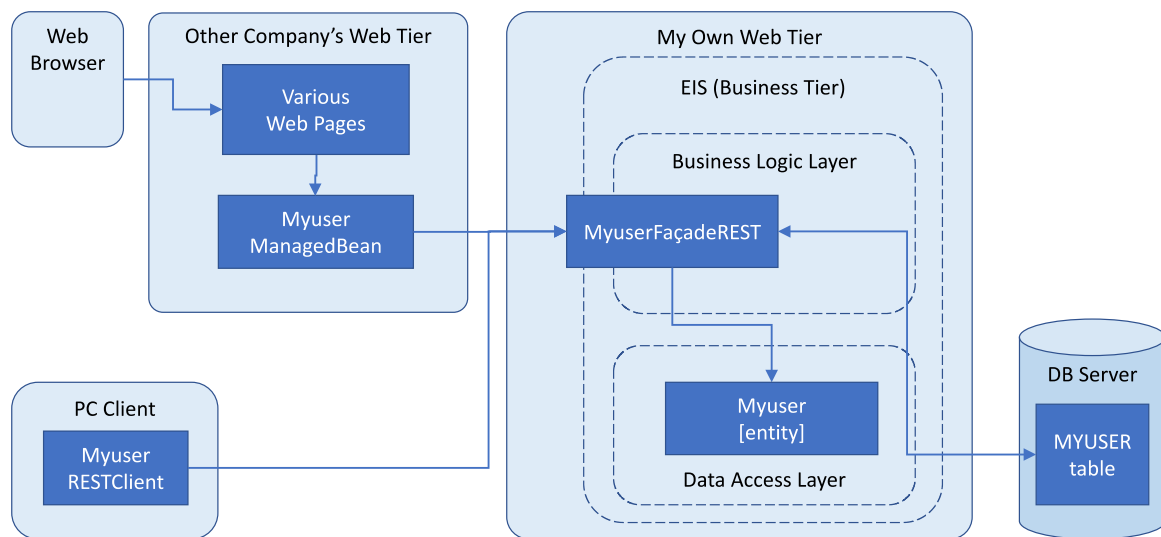 Web
Browser
Other Company's Web Tier
Various
Web Pages
Myuser
ManagedBean
My Own Web Tier
EIS (Business Tier)
Business Logic Layer
MyuserFaçadeREST
Myuser
[entity]
Data Access Layer
PC Client
Myuser
RESTClient
DB Server
MYUSER
table